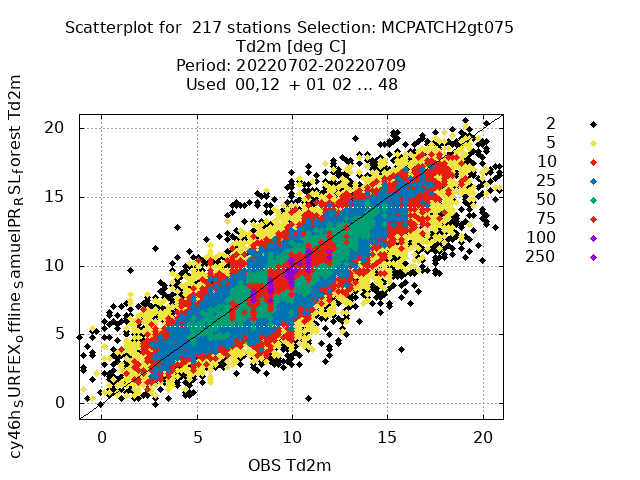 Scatterplot for 217 stations Selection: MCPATCH2gt075
Td2m [deg C]
Period: 20220702-20220709
Used 00,12 + 01 02 ... 48
cy46h_SURFEX_offline_samuelPR_RSL_forest Td2m
20
15
10
5
0
0 5 10 15 20
OBS Td2m
2
5
10
25
50
75
100
250